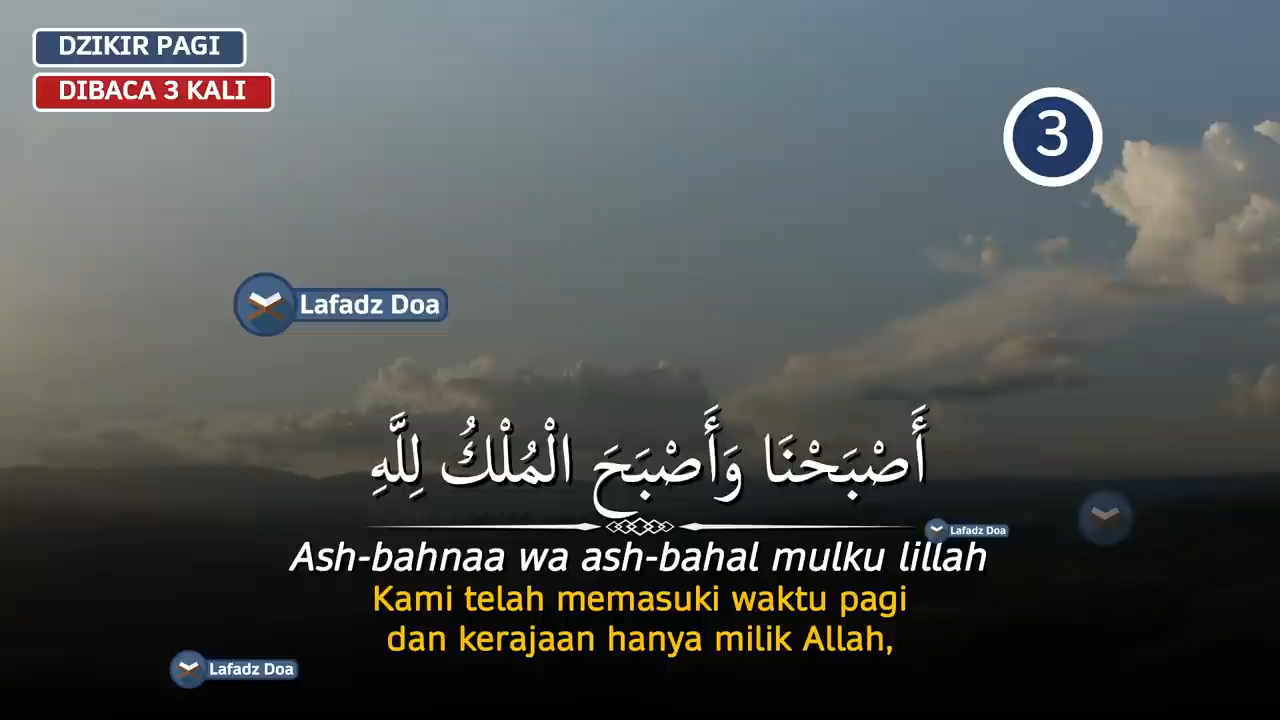 DZIKIR PAGI
DIBACA 3 KALI
3
Lafadz Doa
أَصْبَحْنَا وَأَصْبَحَ الْمُلْكُ لِلَّهِ
Lafadz Doa
Ash-bahnaa wa ash-bahal mulku lillah
Kami telah memasuki waktu pagi
dan kerajaan hanya milik Allah,
Lafadz Doa